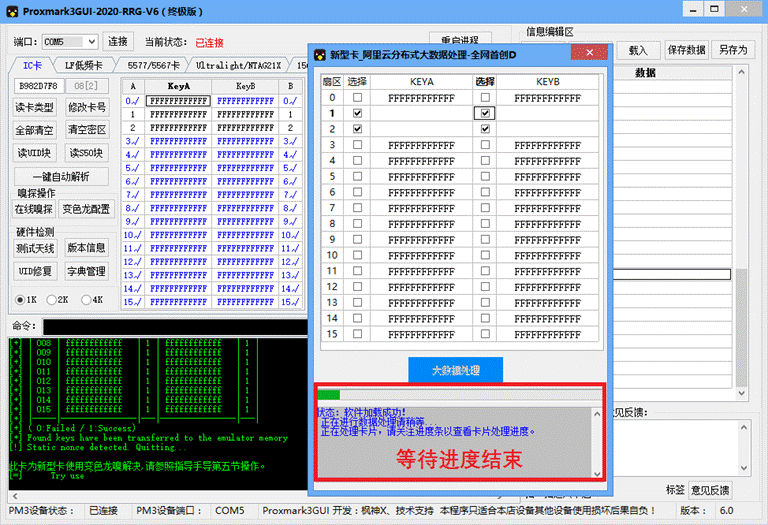 Proxmark3GUI-2020-RRG-V6（终极版）
端口： COM5 连接 当前状态： 已连接 重启进程
IC卡 LF低频卡 5577/5567卡 Ultralight/NTAG21X
B982D7F8 08[2]
读卡类型 修改卡号
全部清空 清空密区
读UID块 读S50块
一键自动解析
嗅探操作
在线嗅探 变色龙配置
硬件检测
测试天线 版本信息
UID修复 字典管理
1K 2K 4K
A KeyA KeyB B
0./ FFFFFFFFFFFF FFFFFFFFFFFF 0./
1 FFFFFFFFFFFF FFFFFFFFFFFF 1
2 FFFFFFFFFFFF FFFFFFFFFFFF 2
3./ FFFFFFFFFFFF FFFFFFFFFFFF 3./
4./ FFFFFFFFFFFF FFFFFFFFFFFF 4./
5./ FFFFFFFFFFFF FFFFFFFFFFFF 5./
6./ FFFFFFFFFFFF FFFFFFFFFFFF 6./
7./ FFFFFFFFFFFF FFFFFFFFFFFF 7./
8./ FFFFFFFFFFFF FFFFFFFFFFFF 8./
9./ FFFFFFFFFFFF FFFFFFFFFFFF 9./
10./ FFFFFFFFFFFF FFFFFFFFFFFF 10./
11./ FFFFFFFFFFFF FFFFFFFFFFFF 11./
12./ FFFFFFFFFFFF FFFFFFFFFFFF 12./
13./ FFFFFFFFFFFF FFFFFFFFFFFF 13./
14./ FFFFFFFFFFFF FFFFFFFFFFFF 14./
15./ FFFFFFFFFFFF FFFFFFFFFFFF 15./
命令：
[+] | 008 | ffffffffffff | 1 | ffffffffffff | 1 |
[+] | 009 | ffffffffffff | 1 | ffffffffffff | 1 |
[+] | 010 | ffffffffffff | 1 | ffffffffffff | 1 |
[+] | 011 | ffffffffffff | 1 | ffffffffffff | 1 |
[+] | 012 | ffffffffffff | 1 | ffffffffffff | 1 |
[+] | 013 | ffffffffffff | 1 | ffffffffffff | 1 |
[+] | 014 | ffffffffffff | 1 | ffffffffffff | 1 |
[+] | 015 | ffffffffffff | 1 | ffffffffffff | 1 |
[+] ( 0:Failed / 1:Success)
[+] Found keys have been transferred to the emulator memory
[!] Static nonce detected. Quitting...
此卡为新型卡使用变色龙嗅解决,请参照指导手导第五节操作。
[=] Try use
新型卡_阿里云分布式大数据处理-全网首创D
扇区 选择 KEYA 选择 KEYB
0 FFFFFFFFFFFF FFFFFFFFFFFF
1
2
3 FFFFFFFFFFFF FFFFFFFFFFFF
4 FFFFFFFFFFFF FFFFFFFFFFFF
5 FFFFFFFFFFFF FFFFFFFFFFFF
6 FFFFFFFFFFFF FFFFFFFFFFFF
7 FFFFFFFFFFFF FFFFFFFFFFFF
8 FFFFFFFFFFFF FFFFFFFFFFFF
9 FFFFFFFFFFFF FFFFFFFFFFFF
10 FFFFFFFFFFFF FFFFFFFFFFFF
11 FFFFFFFFFFFF FFFFFFFFFFFF
12 FFFFFFFFFFFF FFFFFFFFFFFF
13 FFFFFFFFFFFF FFFFFFFFFFFF
14 FFFFFFFFFFFF FFFFFFFFFFFF
15 FFFFFFFFFFFF FFFFFFFFFFFF
大数据处理
状态：软件加载成功！
正在进行数据处理请稍等...
正在处理卡片，请关注进度条以查看卡片处理进度。
等待进度结束
信息编辑区
载入 保存数据 另存为
数据
意见反馈：
标签 意见反馈
PM3设备状态： 已连接 PM3设备端口： COM5 Proxmark3GUI 开发：枫神X、技术支持 本程序只适合本店设备其他设备使用损坏后果自负！ 版本： 6.0